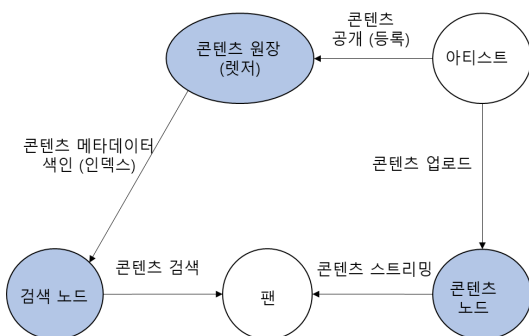 콘텐츠
공개 (등록)
콘텐츠 원장
(렛저)
아티스트
콘텐츠 메타데이터
색인 (인덱스)
콘텐츠 업로드
검색 노드
콘텐츠 검색
팬
콘텐츠 스트리밍
콘텐츠
노드